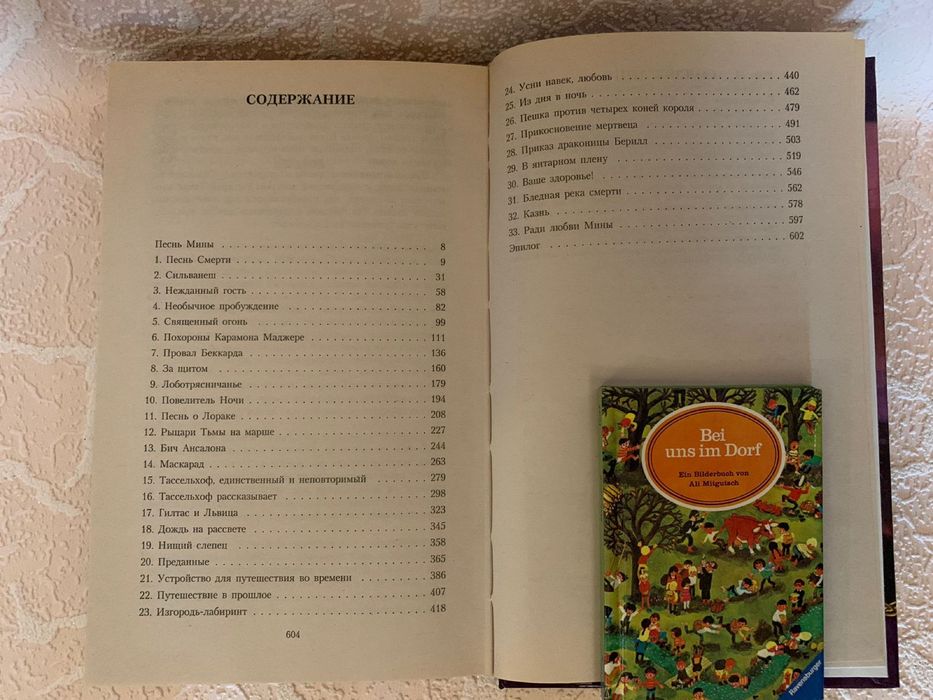 СОДЕРЖАНИЕ
Песнь Мины . . . . . . . . . . . . . . . . . . . . 8
1. Песнь Смерти . . . . . . . . . . . . . . . . . . . . 9
2. Сильванеш . . . . . . . . . . . . . . . . . . . . 31
3. Нежданный гость . . . . . . . . . . . . . . . . . . . . 58
4. Необычное пробуждение . . . . . . . . . . . . . . . . . . . . 82
5. Священный огонь . . . . . . . . . . . . . . . . . . . . 99
6. Похороны Карамона Маджере . . . . . . . . . . . . . . . . 111
7. Провал Беккарда . . . . . . . . . . . . . . . . . . . . 136
8. За щитом . . . . . . . . . . . . . . . . . . . . 160
9. Лоботрясничанье . . . . . . . . . . . . . . . . . . . . 179
10. Повелитель Ночи . . . . . . . . . . . . . . . . . . . . 194
11. Песнь о Лораке . . . . . . . . . . . . . . . . . . . . 208
12. Рыцари Тьмы на марше . . . . . . . . . . . . . . . . . . . . 227
13. Бич Ансалона . . . . . . . . . . . . . . . . . . . . 244
14. Маскарад . . . . . . . . . . . . . . . . . . . . 263
15. Тассельхоф, единственный и неповторимый . . . . . . . . . . 279
16. Тассельхоф рассказывает . . . . . . . . . . . . . . . . . . 298
17. Гилтас и Львица . . . . . . . . . . . . . . . . . . . . 323
18. Дождь на рассвете . . . . . . . . . . . . . . . . . . . . 345
19. Нищий слепец . . . . . . . . . . . . . . . . . . . . 358
20. Преданные . . . . . . . . . . . . . . . . . . . . 365
21. Устройство для путешествия во времени . . . . . . . . . . 386
22. Путешествие в прошлое . . . . . . . . . . . . . . . . . . 407
23. Изгородь-лабиринт . . . . . . . . . . . . . . . . . . . . 418
604
24. Усни навек, любовь . . . . . . . . . . . . . . . . . . 440
25. Из дня в ночь . . . . . . . . . . . . . . . . . . . . 462
26. Пешка против четырех коней короля . . . . . . . . . . 479
27. Прикосновение мертвеца . . . . . . . . . . . . . . . . 491
28. Приказ драконицы Берилл . . . . . . . . . . . . . . . . 503
29. В янтарном плену . . . . . . . . . . . . . . . . . . 519
30. Ваше здоровье! . . . . . . . . . . . . . . . . . . . . 546
31. Бледная река смерти . . . . . . . . . . . . . . . . . . 562
32. Казнь . . . . . . . . . . . . . . . . . . . . 578
33. Ради любви Мины . . . . . . . . . . . . . . . . . . 597
Эпилог . . . . . . . . . . . . . . . . . . . . 602
Bei
uns im Dorf
Ein Bilderbuch von
Ali Mitgutsch
Ravensburger